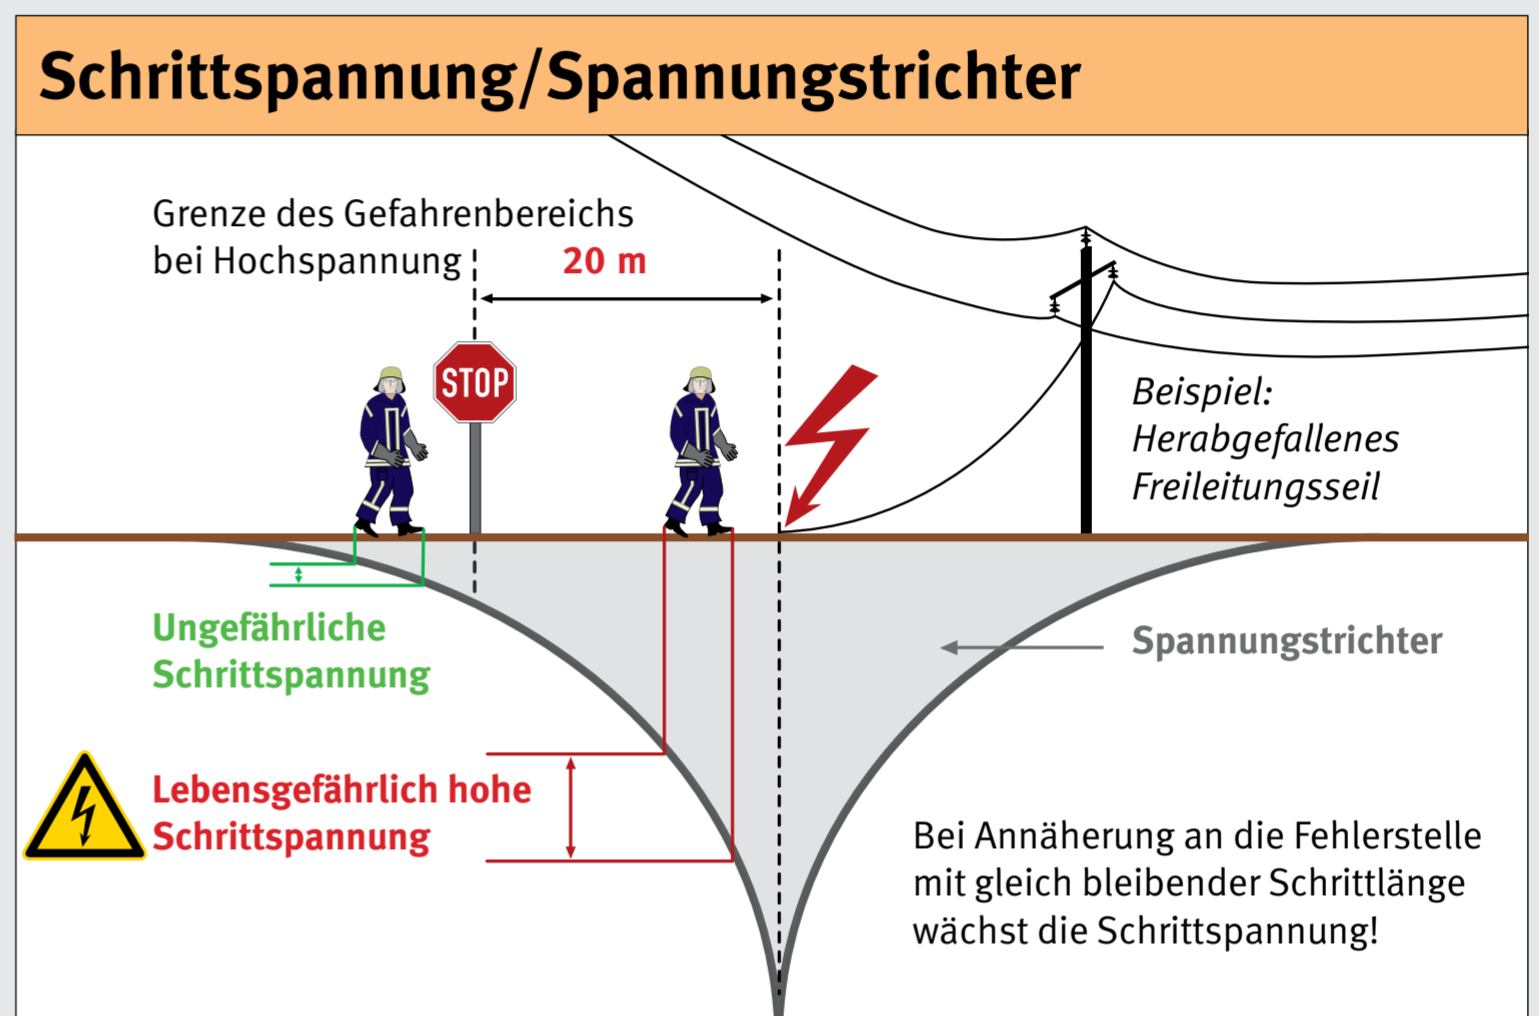 Schrittspannung/Spannungstrichter
Grenze des Gefahrenbereichs
bei Hochspannung
20 m
STOP
Beispiel:
Herabgefallenes
Freileitungsseil
Ungefährliche
Schrittspannung
Spannungstrichter
Lebensgefährlich hohe
Schrittspannung
Bei Annäherung an die Fehlerstelle
mit gleich bleibender Schrittlänge
wächst die Schrittspannung!